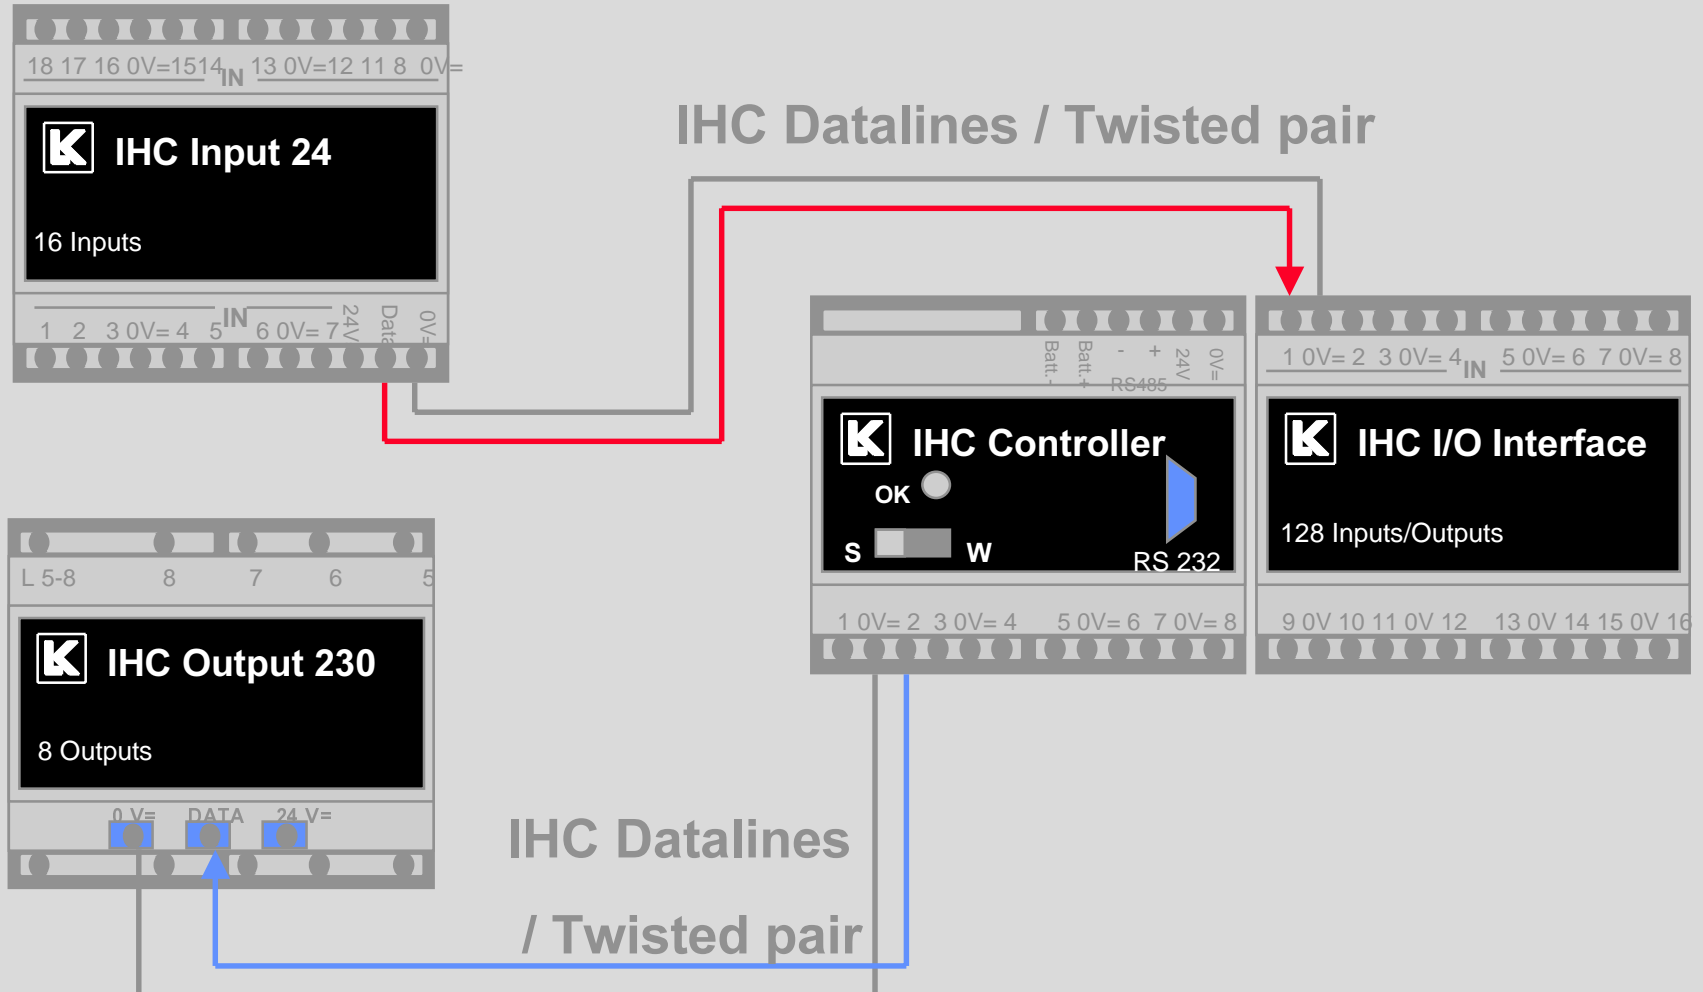 18 17 16 0V=1514 IN 13 0V=12 11 8 0V=
IHC Input 24
16 Inputs
1 2 3 0V= 4 5 IN 6 0V= 7 24V Data 0V=
IHC Datalines / Twisted pair
Batt.- Batt.+ - + 24V 0V=
RS485
IHC Controller
OK
S W
RS 232
1 0V= 2 3 0V= 4 5 0V= 6 7 0V= 8
1 0V= 2 3 0V= 4 IN 5 0V= 6 7 0V= 8
IHC I/O Interface
128 Inputs/Outputs
9 0V 10 11 0V 12 13 0V 14 15 0V 16
L 5-8 8 7 6 5
IHC Output 230
8 Outputs
0 V= DATA 24 V=
IHC Datalines
/ Twisted pair